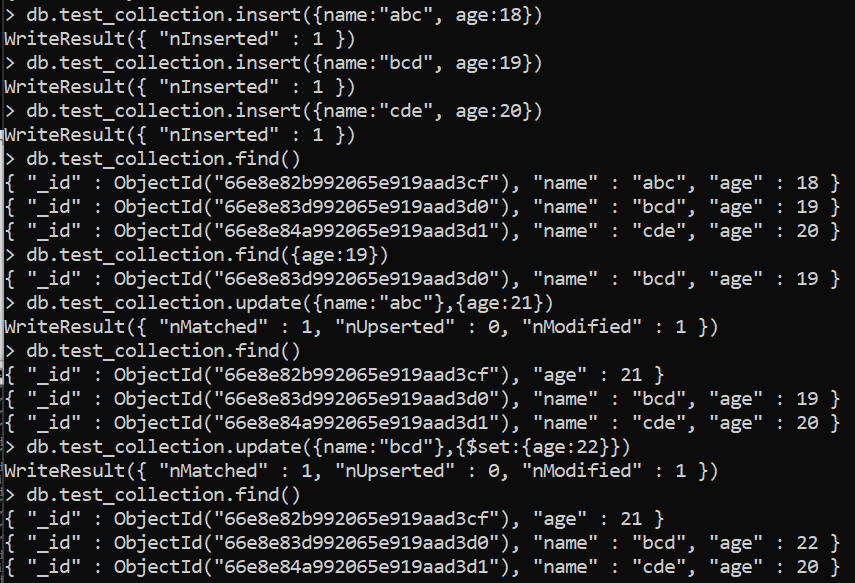 > db.test_collection.insert({name:"abc", age:18})
WriteResult({ "nInserted" : 1 })
> db.test_collection.insert({name:"bcd", age:19})
WriteResult({ "nInserted" : 1 })
> db.test_collection.insert({name:"cde", age:20})
WriteResult({ "nInserted" : 1 })
> db.test_collection.find()
{ "_id" : ObjectId("66e8e82b992065e919aad3cf"), "name" : "abc", "age" : 18 }
{ "_id" : ObjectId("66e8e83d992065e919aad3d0"), "name" : "bcd", "age" : 19 }
{ "_id" : ObjectId("66e8e84a992065e919aad3d1"), "name" : "cde", "age" : 20 }
> db.test_collection.find({age:19})
{ "_id" : ObjectId("66e8e83d992065e919aad3d0"), "name" : "bcd", "age" : 19 }
> db.test_collection.update({name:"abc"},{age:21})
WriteResult({ "nMatched" : 1, "nUpserted" : 0, "nModified" : 1 })
> db.test_collection.find()
{ "_id" : ObjectId("66e8e82b992065e919aad3cf"), "age" : 21 }
{ "_id" : ObjectId("66e8e83d992065e919aad3d0"), "name" : "bcd", "age" : 19 }
{ "_id" : ObjectId("66e8e84a992065e919aad3d1"), "name" : "cde", "age" : 20 }
> db.test_collection.update({name:"bcd"},{$set:{age:22}})
WriteResult({ "nMatched" : 1, "nUpserted" : 0, "nModified" : 1 })
> db.test_collection.find()
{ "_id" : ObjectId("66e8e82b992065e919aad3cf"), "age" : 21 }
{ "_id" : ObjectId("66e8e83d992065e919aad3d0"), "name" : "bcd", "age" : 22 }
{ "_id" : ObjectId("66e8e84a992065e919aad3d1"), "name" : "cde", "age" : 20 }